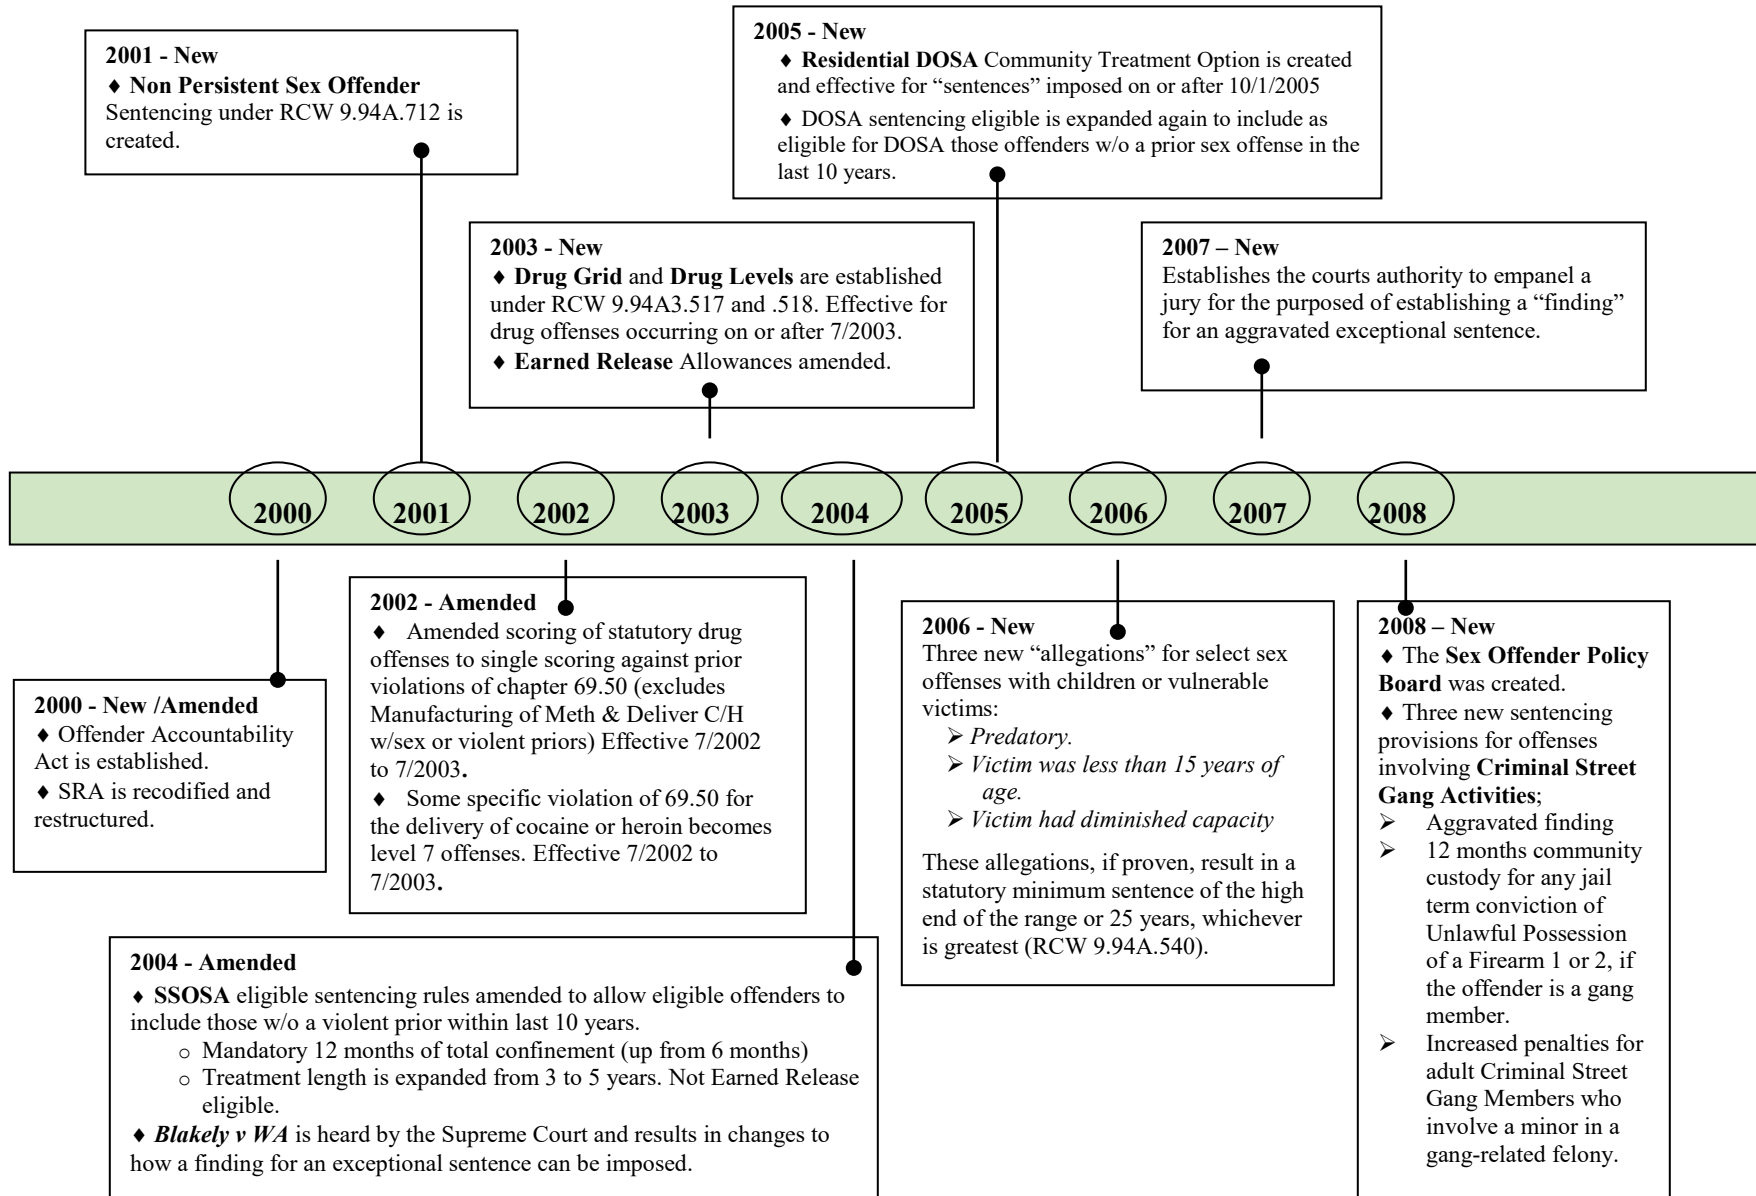 2001 - New
♦ Non Persistent Sex Offender
Sentencing under RCW 9.94A.712 is
created.
2005 - New
♦ Residential DOSA Community Treatment Option is created
and effective for “sentences” imposed on or after 10/1/2005
♦ DOSA sentencing eligible is expanded again to include as
eligible for DOSA those offenders w/o a prior sex offense in the
last 10 years.
2003 - New
♦ Drug Grid and Drug Levels are established
under RCW 9.94A3.517 and .518. Effective for
drug offenses occurring on or after 7/2003.
♦ Earned Release Allowances amended.
2007 – New
Establishes the courts authority to empanel a
jury for the purposed of establishing a “finding”
for an aggravated exceptional sentence.
2000 2001 2002 2003 2004 2005 2006 2007 2008
2000 - New /Amended
♦ Offender Accountability
Act is established.
♦ SRA is recodified and
restructured.
2002 - Amended
♦ Amended scoring of statutory drug
offenses to single scoring against prior
violations of chapter 69.50 (excludes
Manufacturing of Meth & Deliver C/H
w/sex or violent priors) Effective 7/2002
to 7/2003.
♦ Some specific violation of 69.50 for
the delivery of cocaine or heroin becomes
level 7 offenses. Effective 7/2002 to
7/2003.
2004 - Amended
♦ SSOSA eligible sentencing rules amended to allow eligible offenders to
include those w/o a violent prior within last 10 years.
○ Mandatory 12 months of total confinement (up from 6 months)
○ Treatment length is expanded from 3 to 5 years. Not Earned Release
eligible.
♦ Blakely v WA is heard by the Supreme Court and results in changes to
how a finding for an exceptional sentence can be imposed.
2006 - New
Three new “allegations” for select sex
offenses with children or vulnerable
victims:
➢ Predatory.
➢ Victim was less than 15 years of
age.
➢ Victim had diminished capacity
These allegations, if proven, result in a
statutory minimum sentence of the high
end of the range or 25 years, whichever
is greatest (RCW 9.94A.540).
2008 – New
♦ The Sex Offender Policy
Board was created.
♦ Three new sentencing
provisions for offenses
involving Criminal Street
Gang Activities;
➢ Aggravated finding
➢ 12 months community
custody for any jail
term conviction of
Unlawful Possession
of a Firearm 1 or 2, if
the offender is a gang
member.
➢ Increased penalties for
adult Criminal Street
Gang Members who
involve a minor in a
gang-related felony.